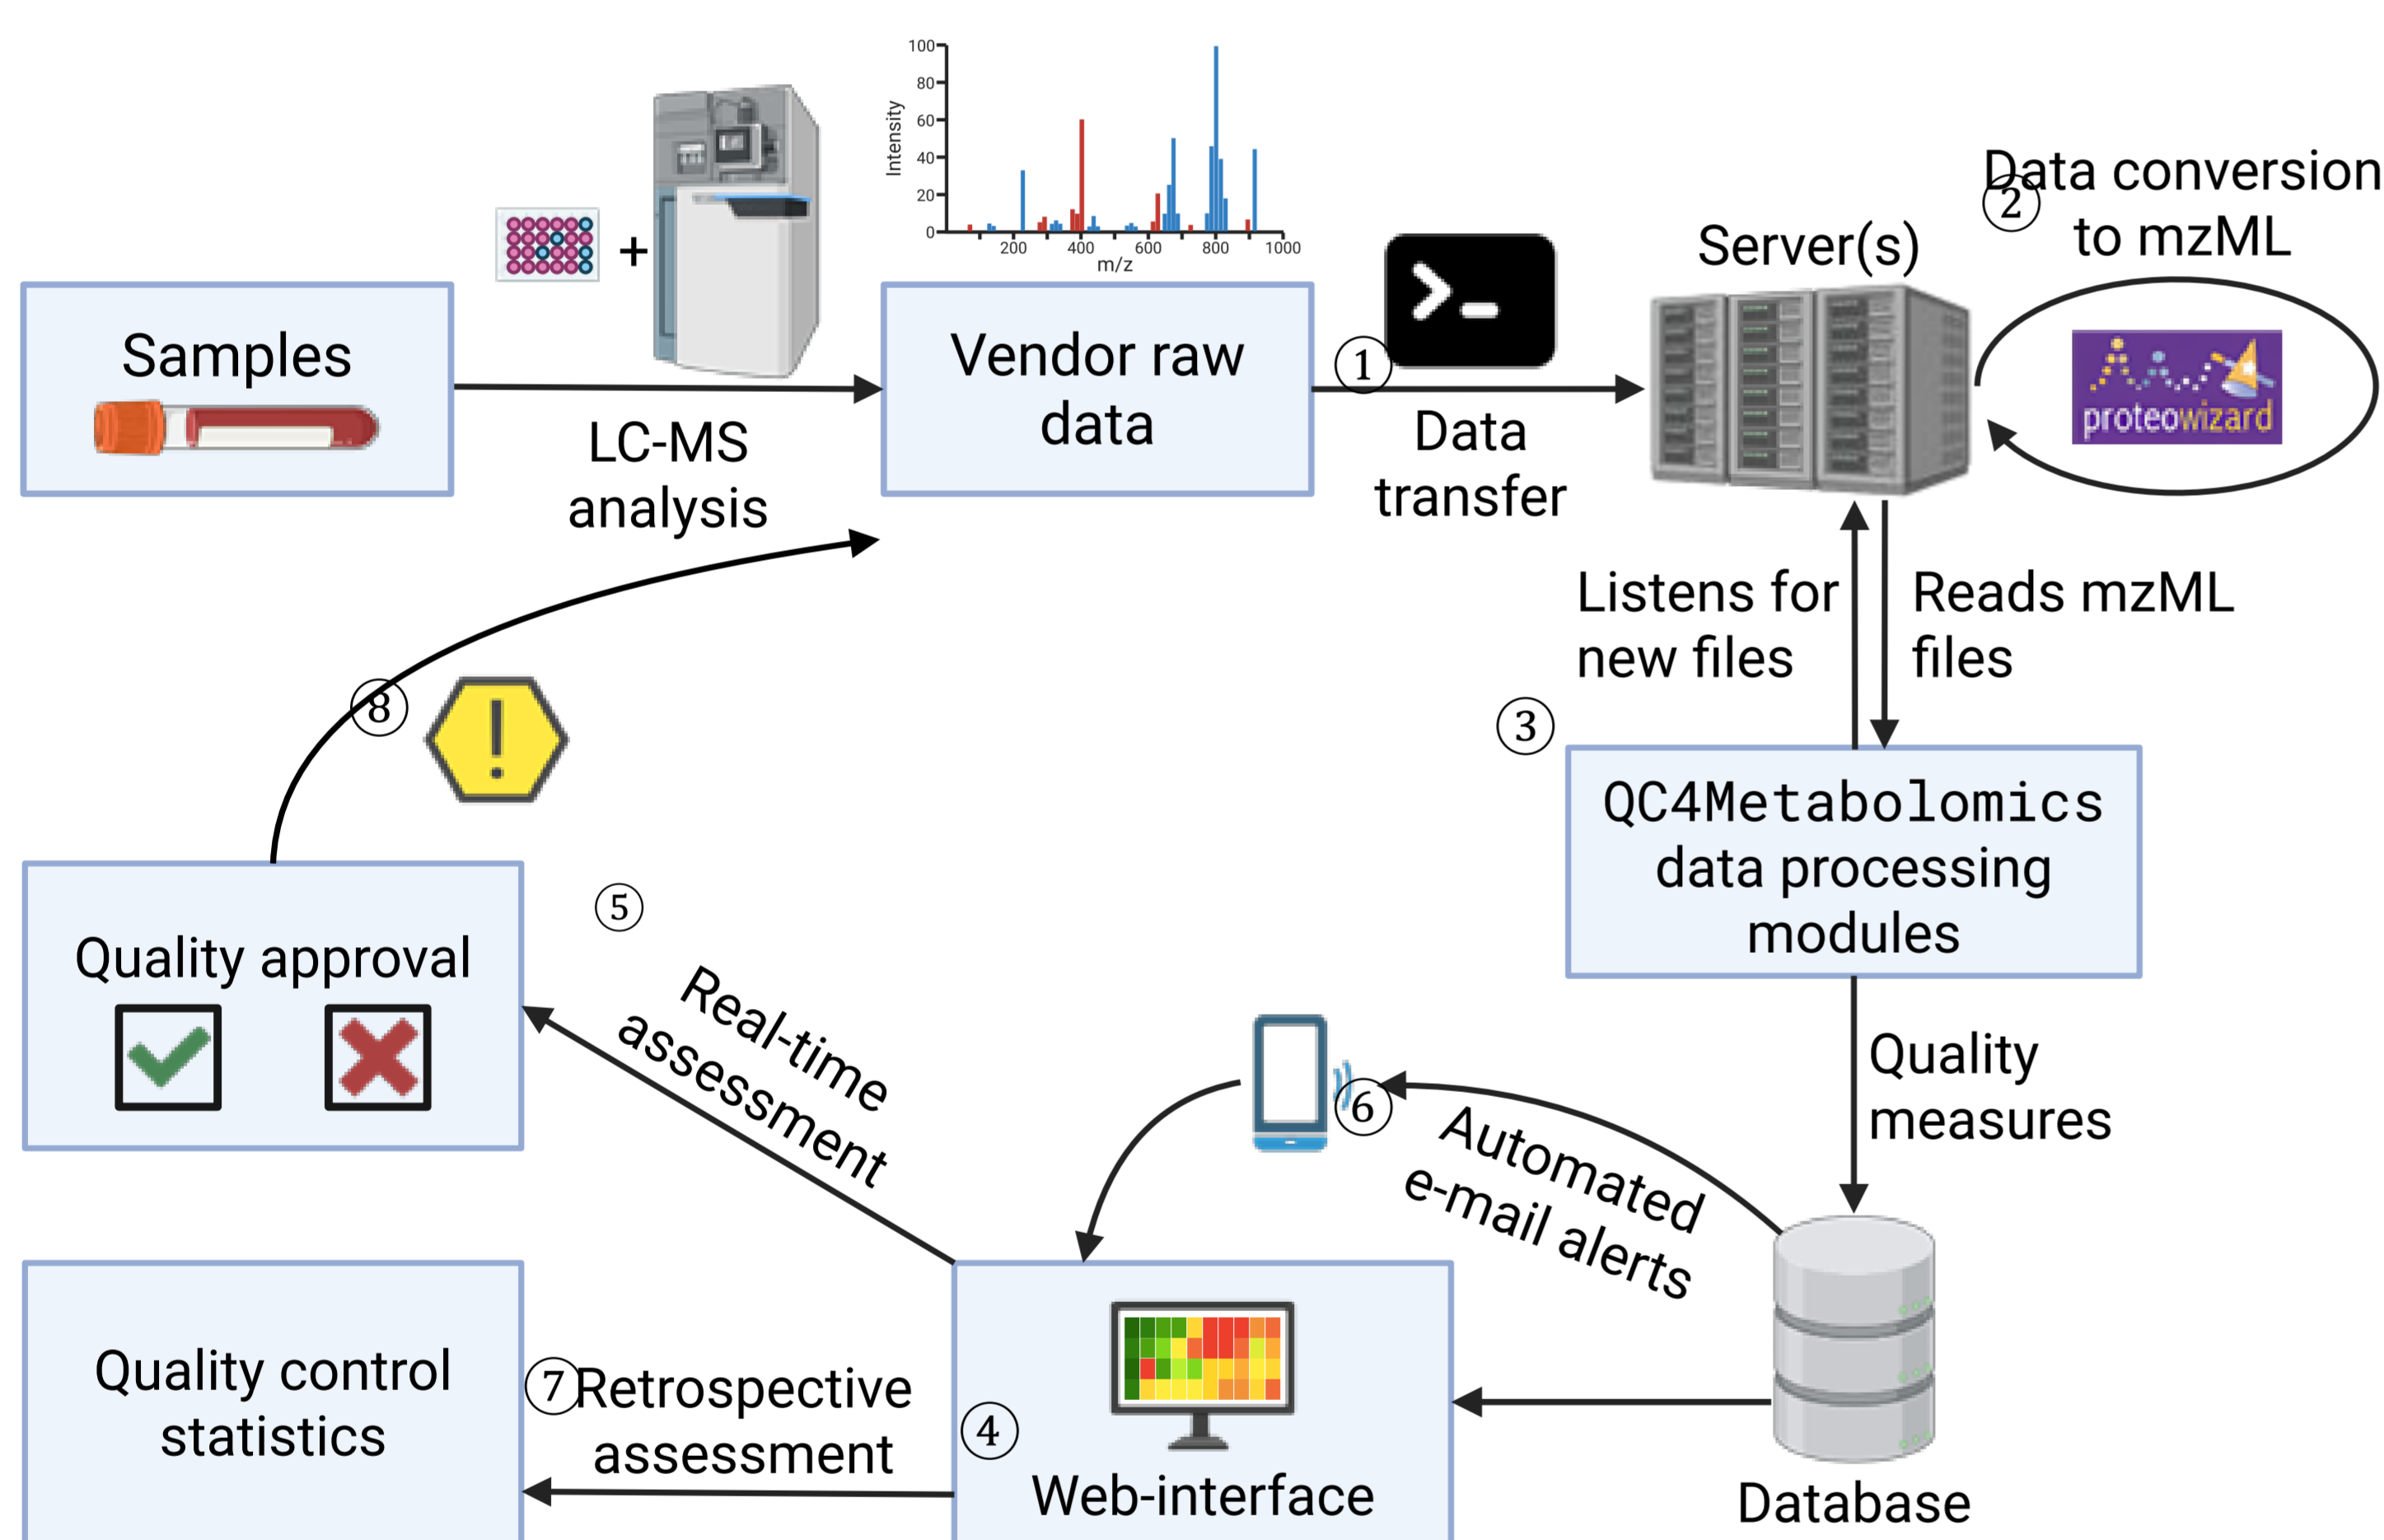 100
80
60
40
20
0
Intensity
200
400
600
800
1000
m/z
Samples
+
LC-MS
analysis
Vendor raw
data
①
>_
Data
transfer
Server(s)
②
Data conversion
to mzML
proteowizard
Listens for
new files
Reads mzML
files
③
QC4Metabolomics
data processing
modules
Quality
measures
Database
⑥
Automated
e-mail alerts
④
Web-interface
⑤
Real-time
assessment
Quality approval
⑧
!
⑦
Retrospective
assessment
Quality control
statistics